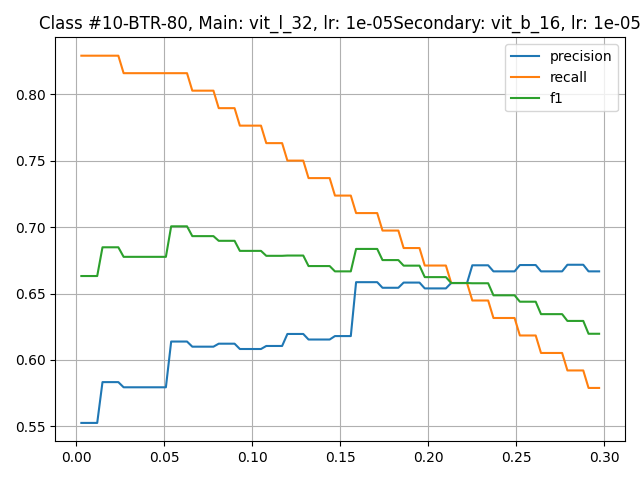 Class #10-BTR-80, Main: vit_l_32, lr: 1e-05Secondary: vit_b_16, lr: 1e-05
precision
recall
f1
0.80
0.75
0.70
0.65
0.60
0.55
0.00 0.05 0.10 0.15 0.20 0.25 0.30